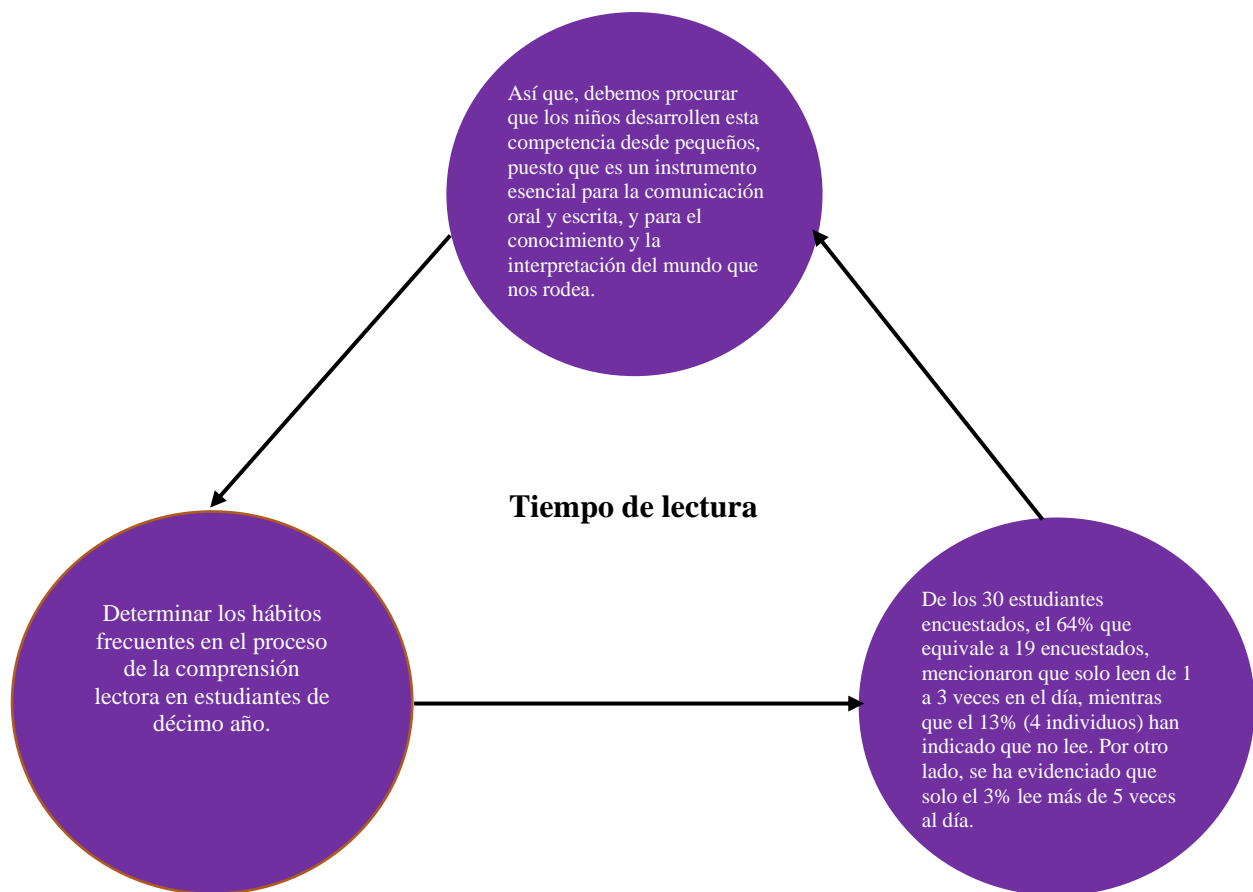 Así que, debemos procurar
que los niños desarrollen esta
competencia desde pequeños,
puesto que es un instrumento
esencial para la comunicación
oral y escrita, y para el
conocimiento y la
interpretación del mundo que
nos rodea.
Tiempo de lectura
Determinar los hábitos
frecuentes en el proceso
de la comprensión
lectora en estudiantes de
décimo año.
De los 30 estudiantes
encuestados, el 64% que
equivale a 19 encuestados,
mencionaron que solo leen de 1
a 3 veces en el día, mientras
que el 13% (4 individuos) han
indicado que no lee. Por otro
lado, se ha evidenciado que
solo el 3% lee más de 5 veces
al día.